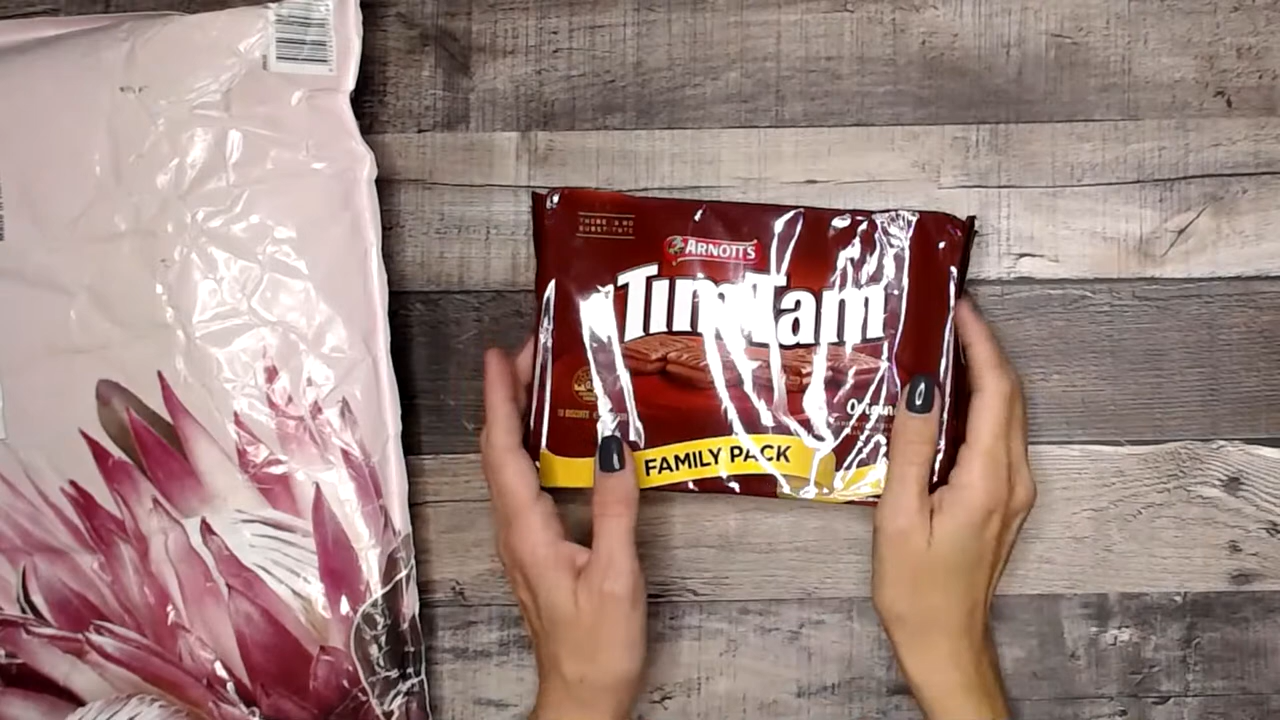 THERE IS NO
SUBSTITUTE
ARNOTT'S
TimTam
Original
FAMILY PACK